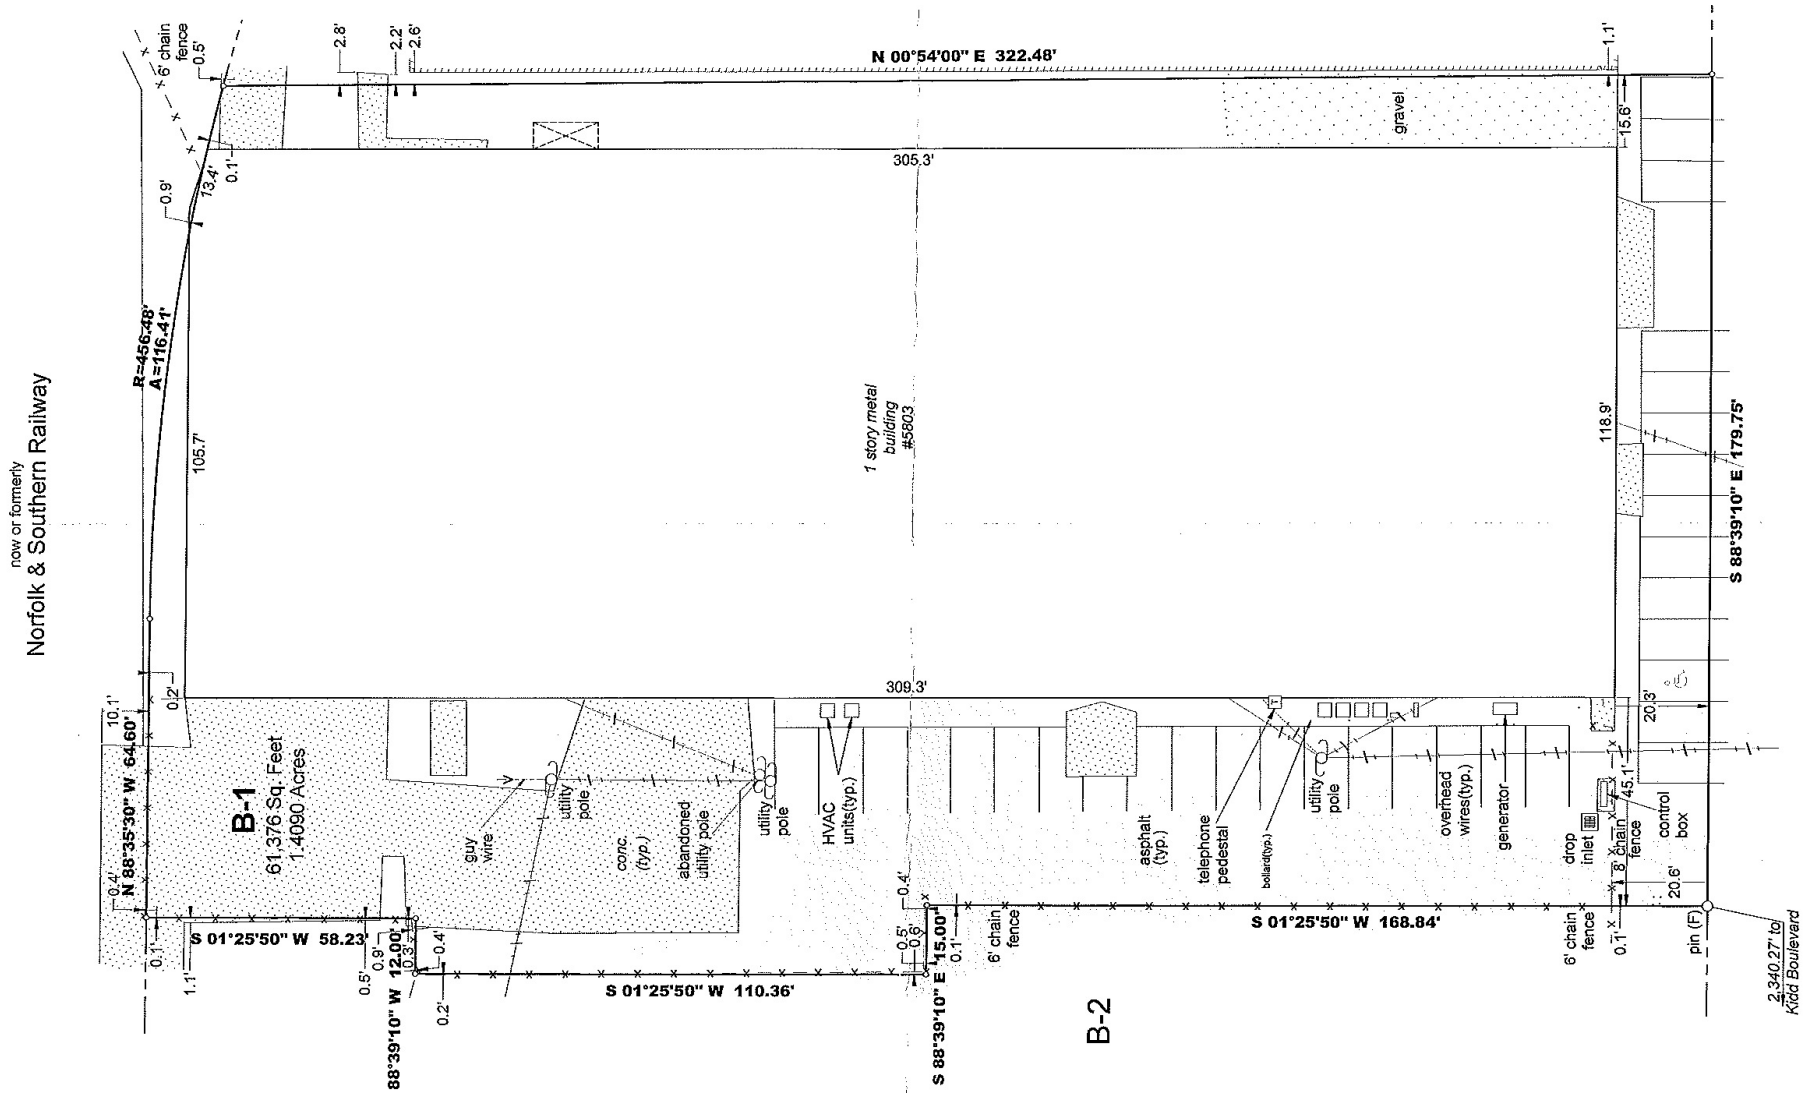 now or formerly
Norfolk & Southern Railway
6' chain
fence
0.5'
2.8'
2.2'
2.6'
N 00°54'00" E 322.48'
1.1'
15.6'
gravel
0.1'
13.4'
0.9'
305.3'
R=456.48'
A=116.41'
105.7'
1 story metal
building
#5803
118.9'
S 88°39'10" E 179.75'
309.3'
0.2'
10.1'
N 88°35'30" W 64.60'
0.4'
B-1
61,376 Sq. Feet
1.4090 Acres
guy
wire
utility
pole
conc.
(typ.)
abandoned
utility pole
utility
pole
HVAC
units(typ.)
asphalt
(typ.)
telephone
pedestal
bollard(typ.)
utility
pole
overhead
wires(typ.)
generator
drop
inlet
8' chain
fence
control
box
45.1'
20.3'
20.6'
0.1'
1.1'
S 01°25'50" W 58.23'
1.5'
0.9'
88°39'10" W 12.00'
0.3'
0.4'
0.2'
S 01°25'50" W 110.36'
0.4'
0.5'
0.6'
S 88°39'10" E 15.00'
0.1'
6' chain
fence
S 01°25'50" W 168.84'
6' chain
fence
0.1'
pin (F)
2,340.27' to
Kidd Boulevard
B-2